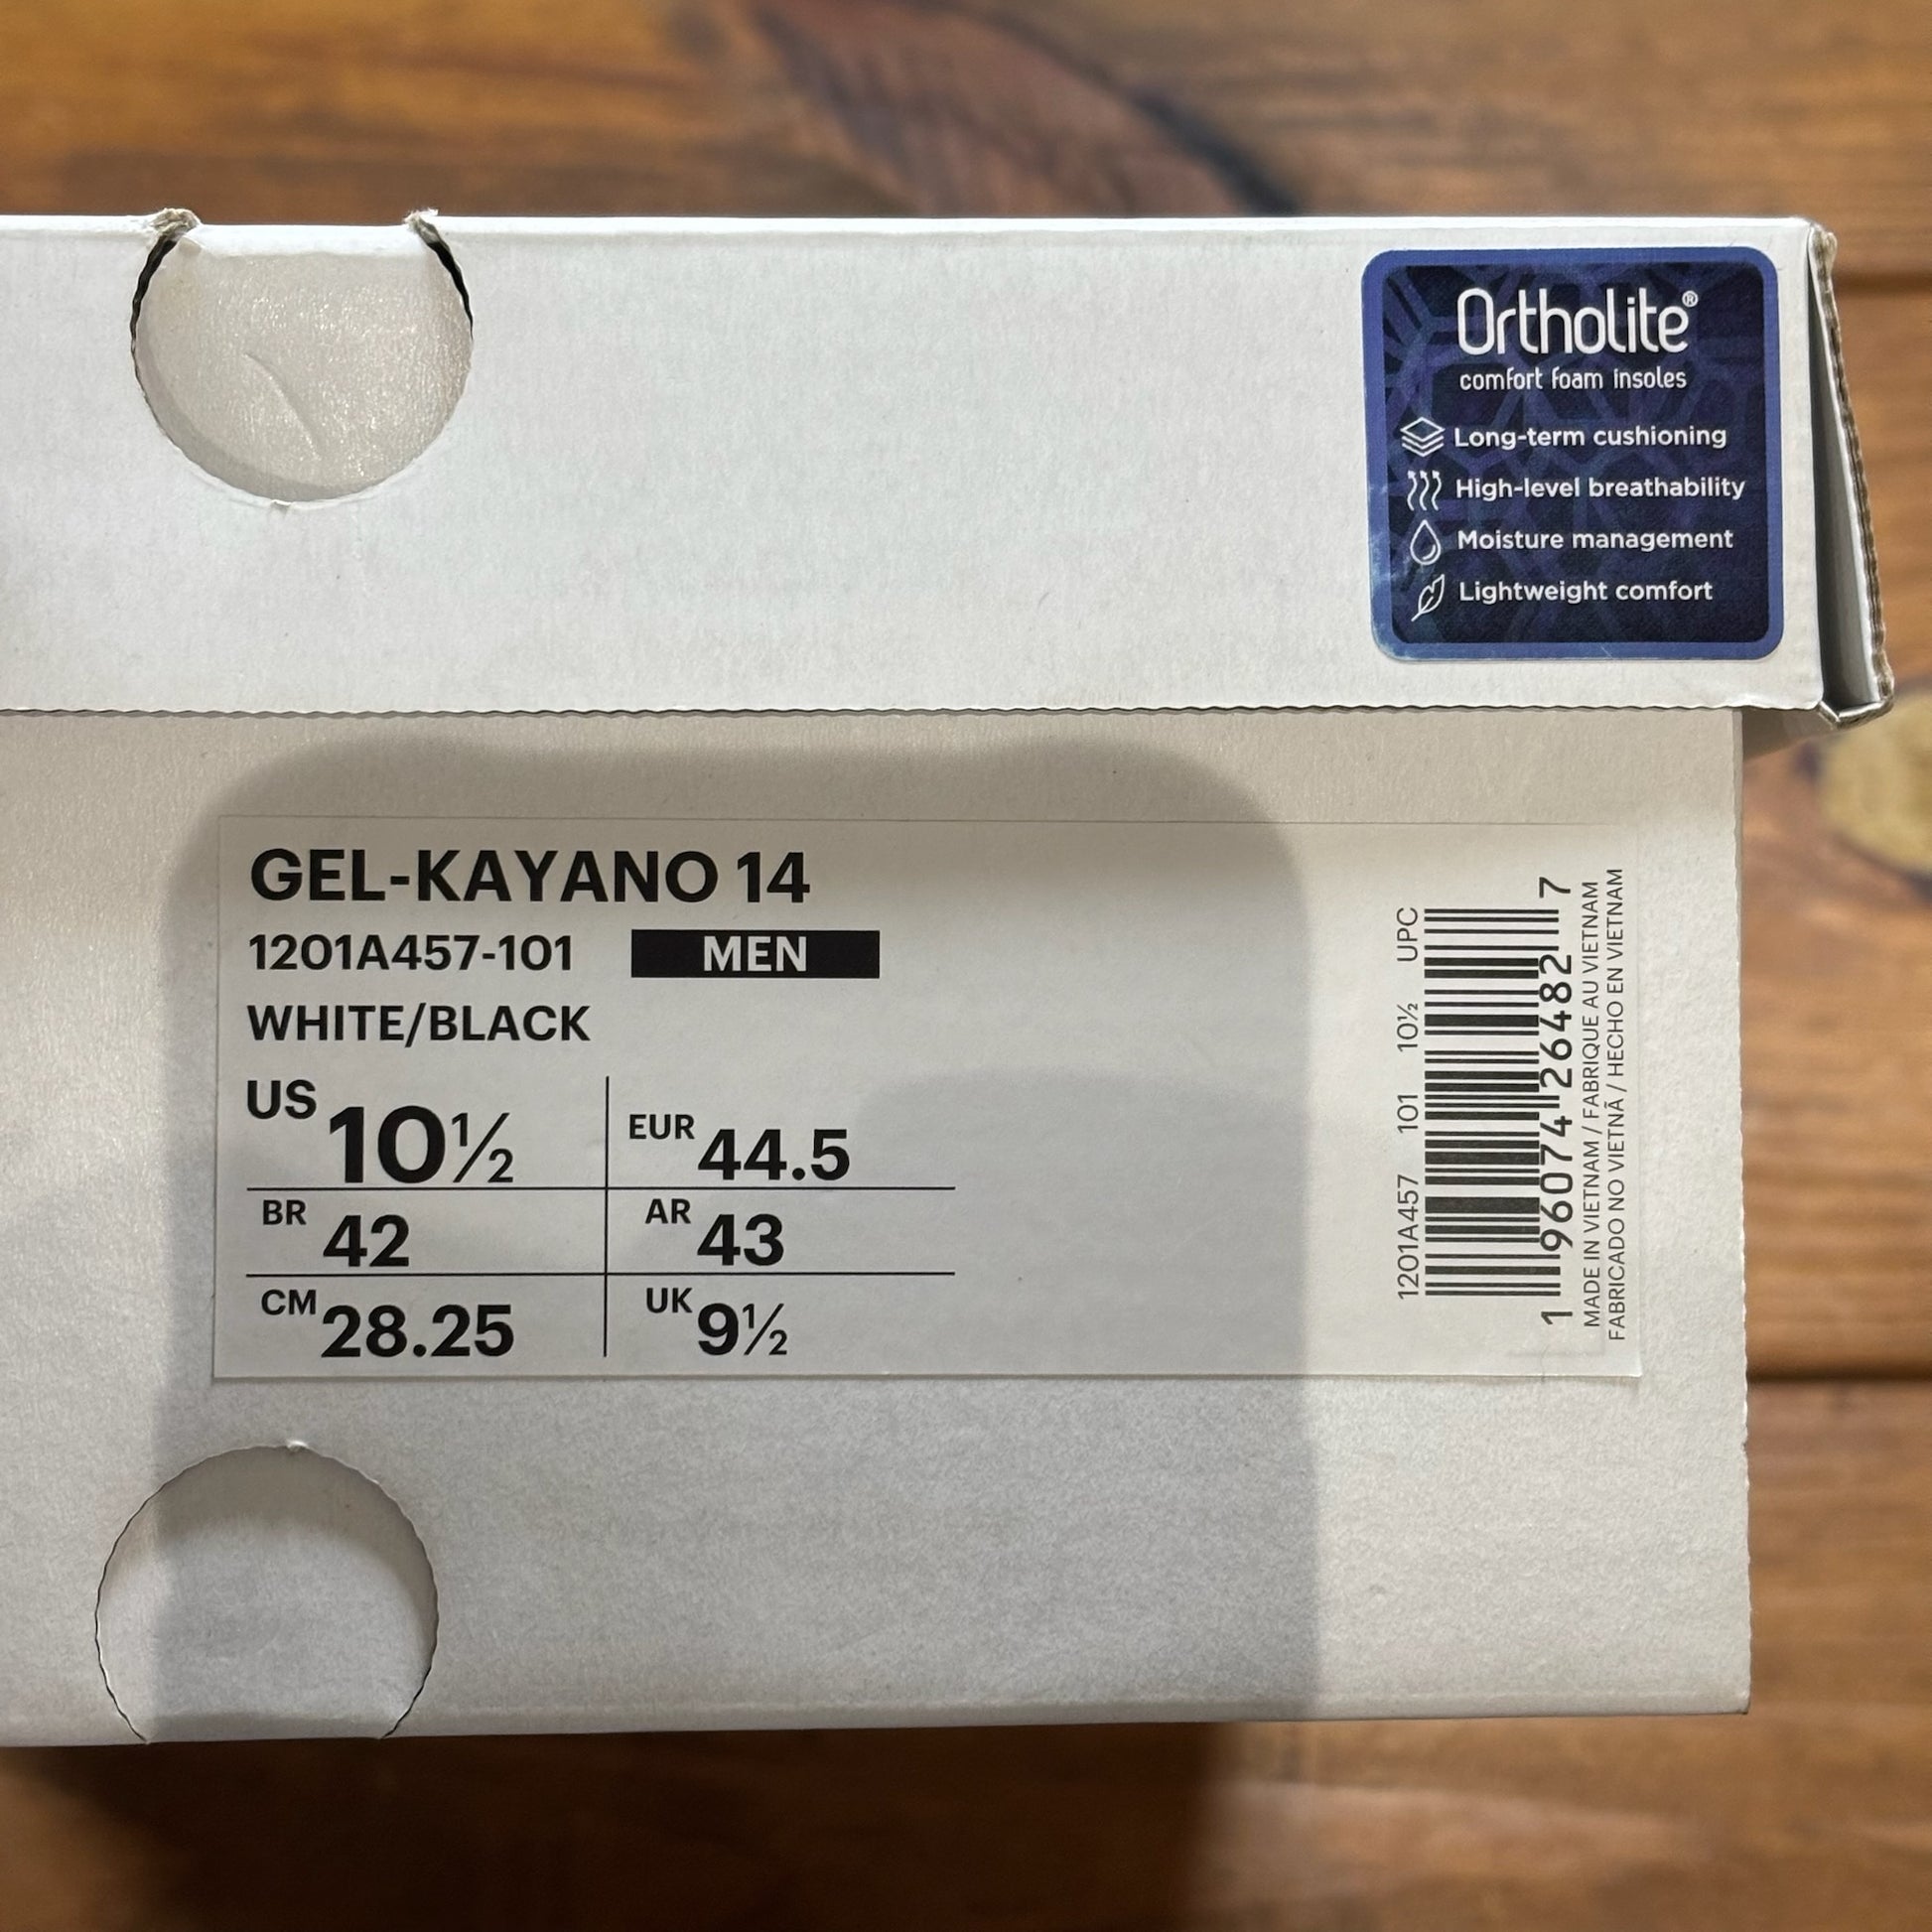 Ortholite®
comfort foam insoles
Long-term cushioning
High-level breathability
Moisture management
Lightweight comfort
GEL-KAYANO 14
1201A457-101 MEN
WHITE/BLACK
US 10½ EUR 44.5
BR 42 AR 43
CM 28.25 UK 9½
1201A457 101 10½ UPC
1 96074 26482 7
MADE IN VIETNAM / FABRIQUE AU VIETNAM
FABRICADO NO VIETNÃ / HECHO EN VIETNAM